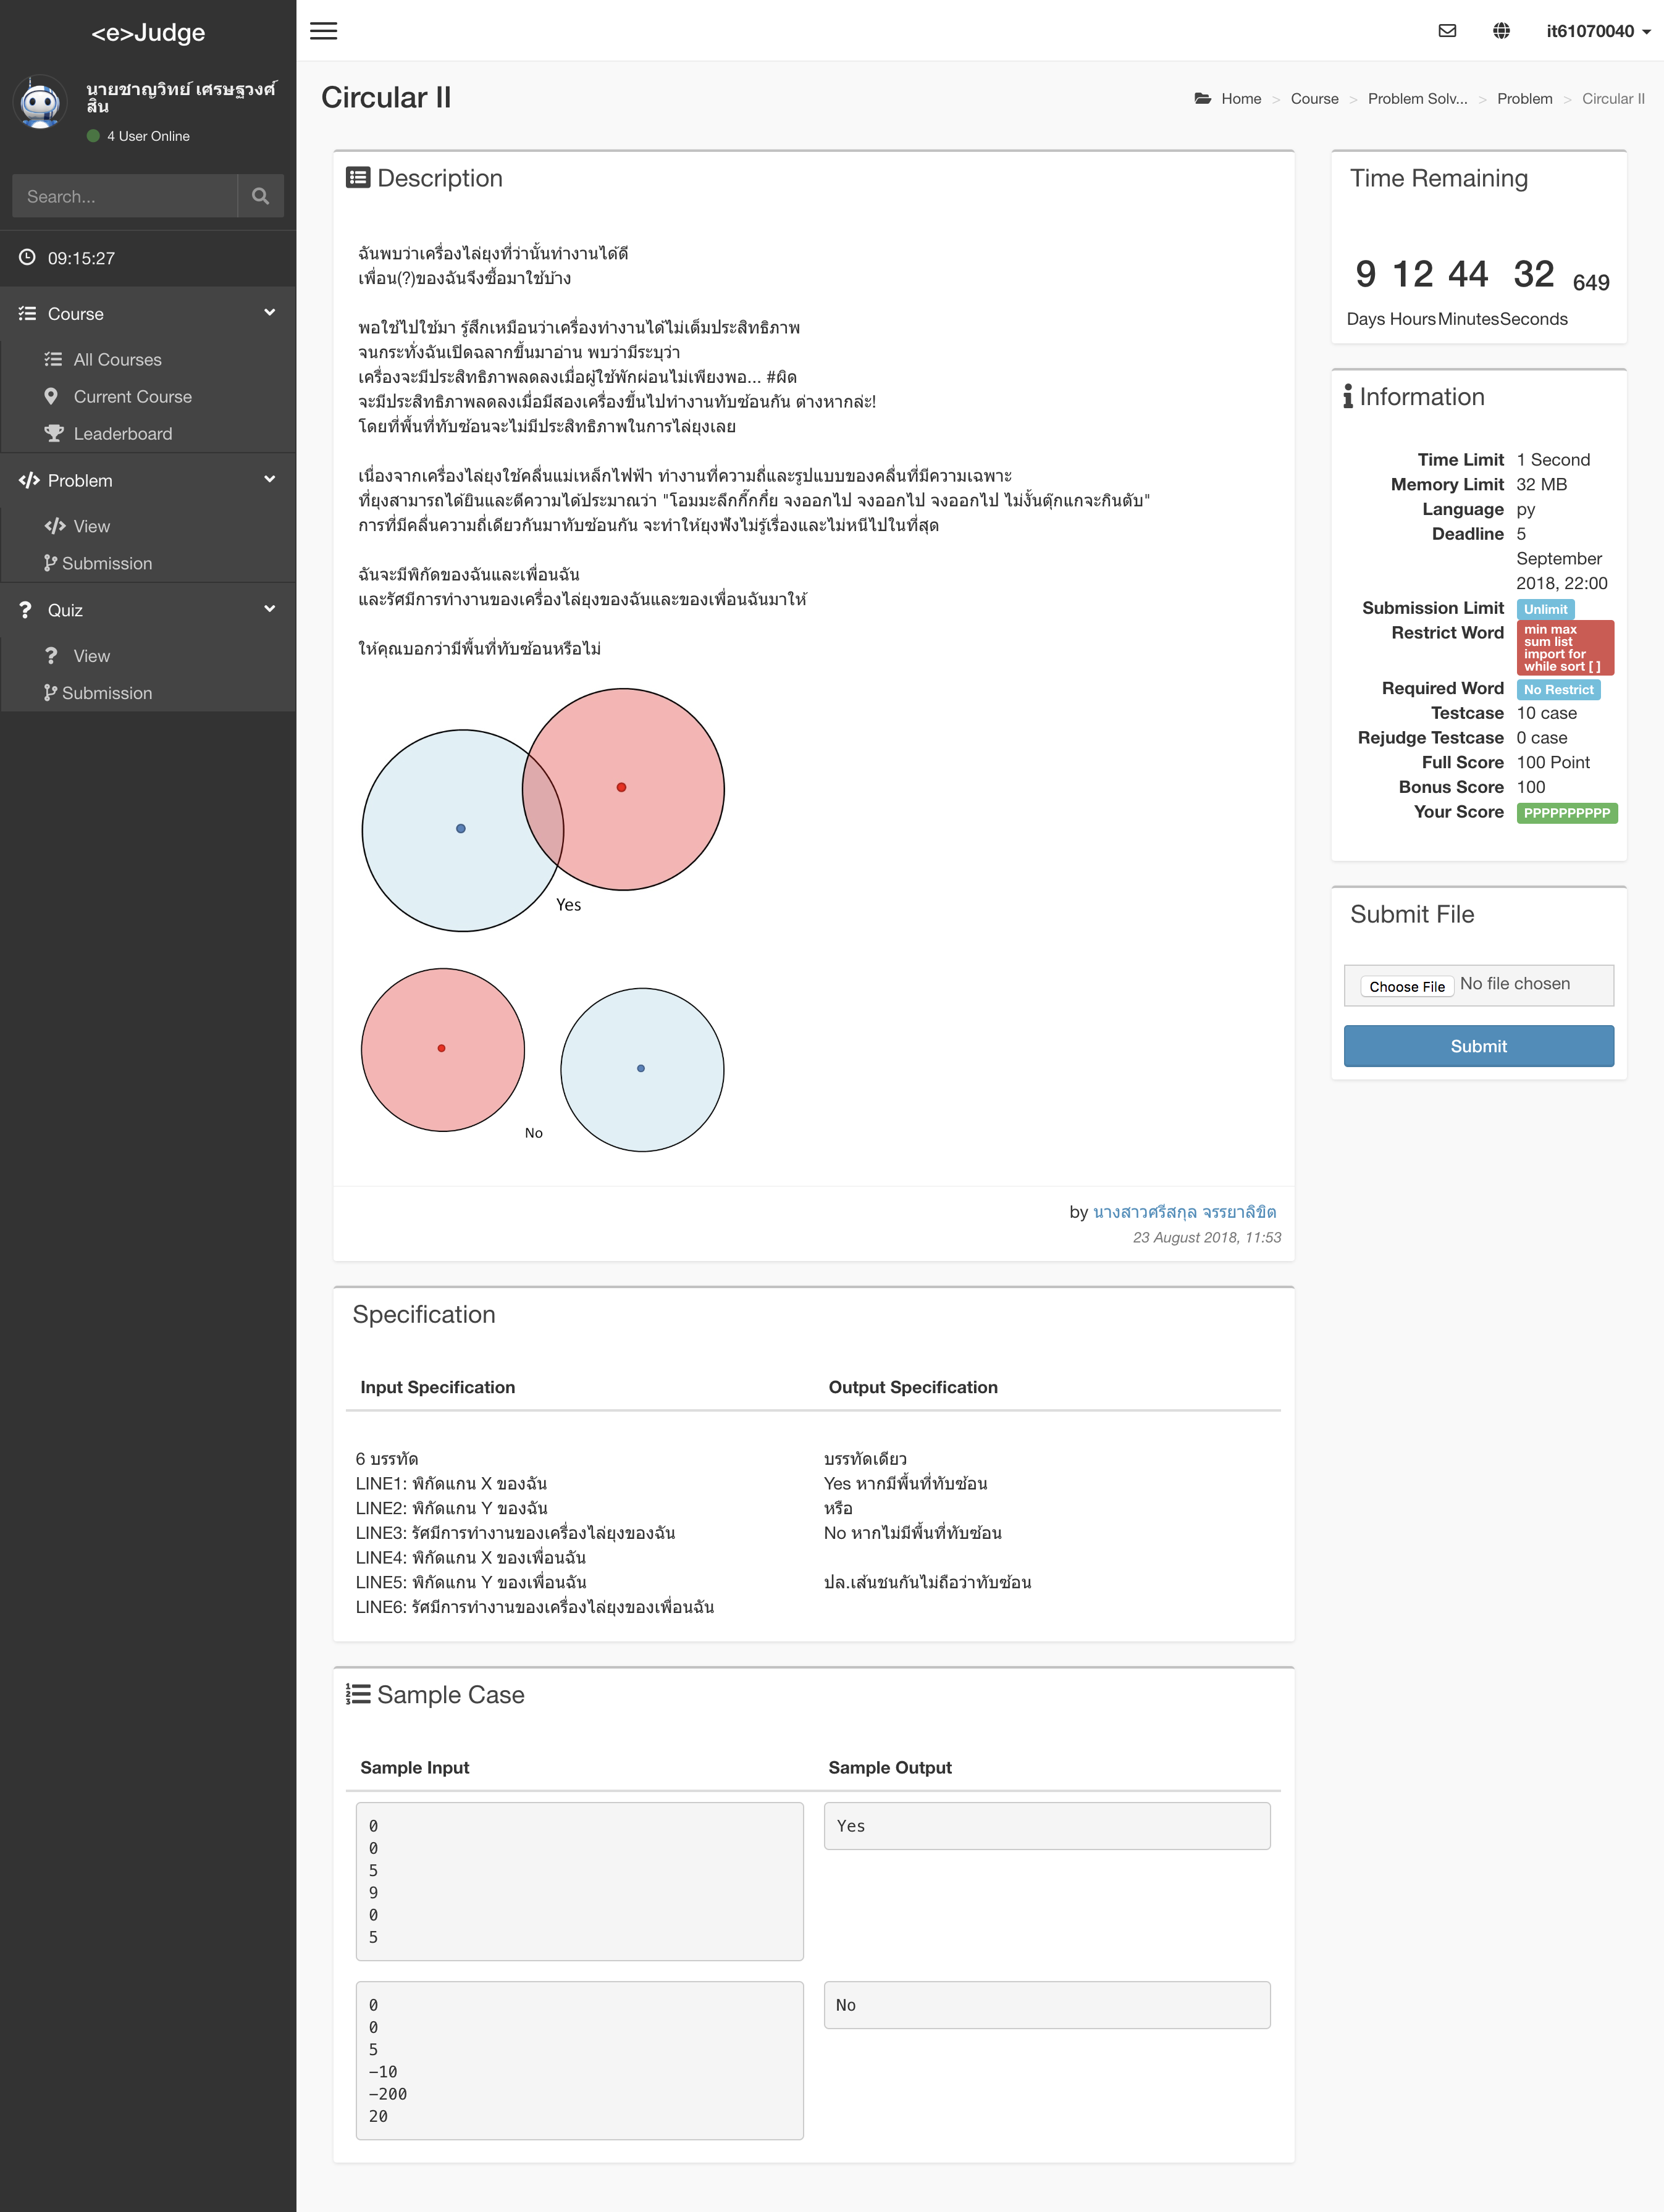 <e>Judge
it61070040
นายชาญวิทย์ เศรษฐวงศ์
สิน
4 User Online
Search...
09:15:27
Course
All Courses
Current Course
Leaderboard
Problem
View
Submission
Quiz
View
Submission
Circular II
Home > Course > Problem Solv... > Problem > Circular II
Description
ฉันพบว่าเครื่องไล่ยุงที่ว่านั้นทำงานได้ดี
เพื่อน(?)ของฉันจึงซื้อมาใช้บ้าง
พอใช้ไปใช้มา รู้สึกเหมือนว่าเครื่องทำงานได้ไม่เต็มประสิทธิภาพ
จนกระทั่งฉันเปิดฉลากขึ้นมาอ่าน พบว่ามีระบุว่า
เครื่องจะมีประสิทธิภาพลดลงเมื่อผู้ใช้พักผ่อนไม่เพียงพอ... #ผิด
จะมีประสิทธิภาพลดลงเมื่อมีสองเครื่องขึ้นไปทำงานทับซ้อนกัน ต่างหากล่ะ!
โดยที่พื้นที่ที่ทับซ้อนจะไม่มีประสิทธิภาพในการไล่ยุงเลย
เนื่องจากเครื่องไล่ยุงใช้คลื่นแม่เหล็กไฟฟ้า ทำงานที่ความถี่และรูปแบบของคลื่นที่มีความเฉพาะ
ที่ยุงสามารถได้ยินและตีความได้ประมาณว่า "โอมมะลึกกึ๊กกึ๋ย จงออกไป จงออกไป จงออกไป ไม่งั้นตุ๊กแกจะกินตับ"
การที่มีคลื่นความถี่เดียวกันมาทับซ้อนกัน จะทำให้ยุงฟังไม่รู้เรื่องและไม่หนีไปในที่สุด
ฉันจะมีพิกัดของฉันและเพื่อนฉัน
และรัศมีการทำงานของเครื่องไล่ยุงของฉันและของเพื่อนฉันมาให้
ให้คุณบอกว่ามีพื้นที่ทับซ้อนหรือไม่
Yes
No
by นางสาวศรีสกุล จรรยาลิขิต
23 August 2018, 11:53
Specification
Input Specification
6 บรรทัด
LINE1: พิกัดแกน X ของฉัน
LINE2: พิกัดแกน Y ของฉัน
LINE3: รัศมีการทำงานของเครื่องไล่ยุงของฉัน
LINE4: พิกัดแกน X ของเพื่อนฉัน
LINE5: พิกัดแกน Y ของเพื่อนฉัน
LINE6: รัศมีการทำงานของเครื่องไล่ยุงของเพื่อนฉัน
Output Specification
บรรทัดเดียว
Yes หากมีพื้นที่ทับซ้อน
หรือ
No หากไม่มีพื้นที่ทับซ้อน
ปล.เส้นชนกันไม่ถือว่าทับซ้อน
Sample Case
Sample Input
Sample Output
0
0
5
9
0
5
Yes
0
0
5
-10
-200
20
No
Time Remaining
9 12 44 32 649
Days Hours Minutes Seconds
Information
Time Limit 1 Second
Memory Limit 32 MB
Language py
Deadline 5
September
2018, 22:00
Submission Limit Unlimit
Restrict Word min max
sum list
import for
while sort [ ]
Required Word No Restrict
Testcase 10 case
Rejudge Testcase 0 case
Full Score 100 Point
Bonus Score 100
Your Score PPPPPPPPPP
Submit File
Choose File No file chosen
Submit